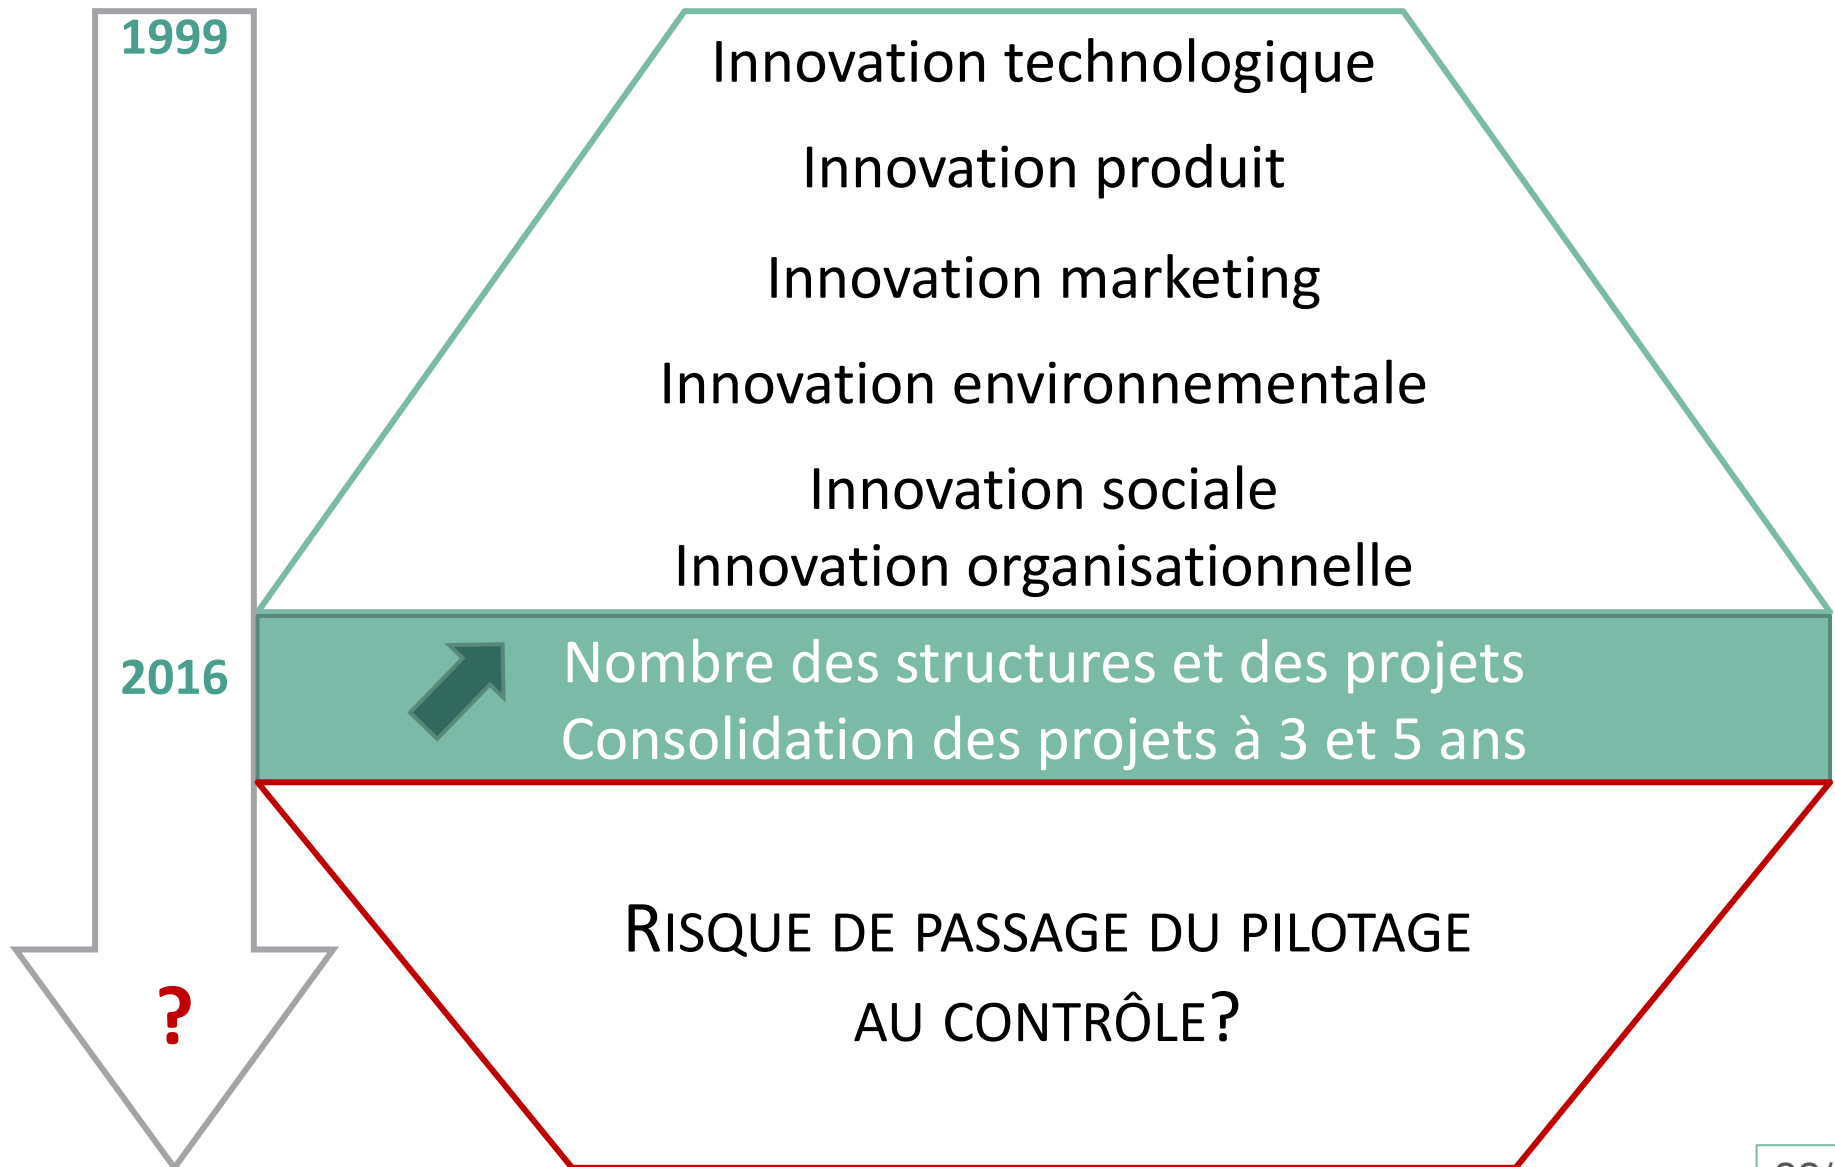 1999
Innovation technologique
Innovation produit
Innovation marketing
Innovation environnementale
Innovation sociale
Innovation organisationnelle
2016
Nombre des structures et des projets
Consolidation des projets à 3 et 5 ans
RISQUE DE PASSAGE DU PILOTAGE
AU CONTRÔLE?
?